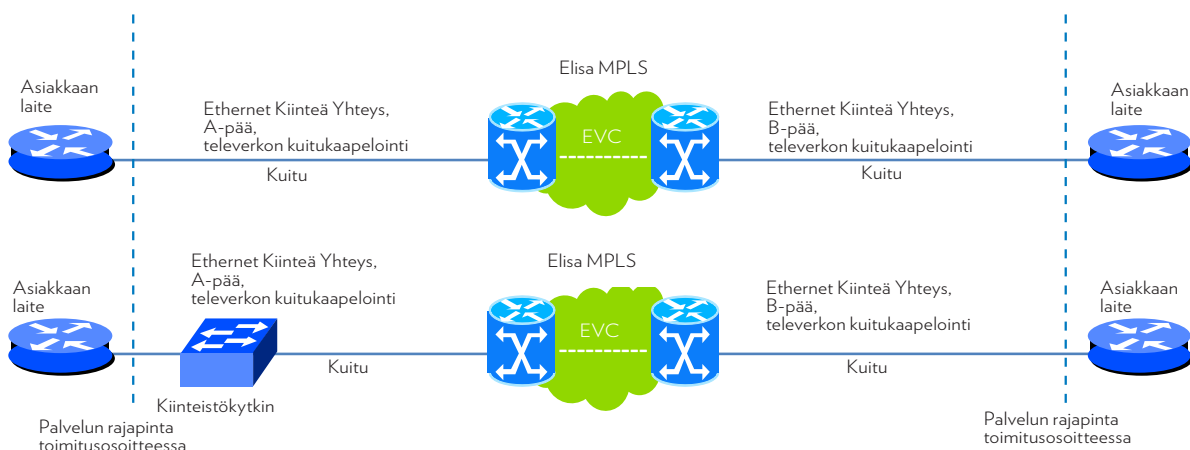 Elisa MPLS
Asiakkaan
laite
Ethernet Kiinteä Yhteys,
A-pää,
televerkon kuitukaapelointi
Kuitu
EVC
Ethernet Kiinteä Yhteys,
B-pää,
televerkon kuitukaapelointi
Kuitu
Asiakkaan
laite
Elisa MPLS
Asiakkaan
laite
Ethernet Kiinteä Yhteys,
A-pää,
televerkon kuitukaapelointi
Kuitu
EVC
Ethernet Kiinteä Yhteys,
B-pää,
televerkon kuitukaapelointi
Kuitu
Asiakkaan
laite
Kiinteistökytkin
Palvelun rajapinta
toimitusosoitteessa
Palvelun rajapinta
toimitusosoitteessa